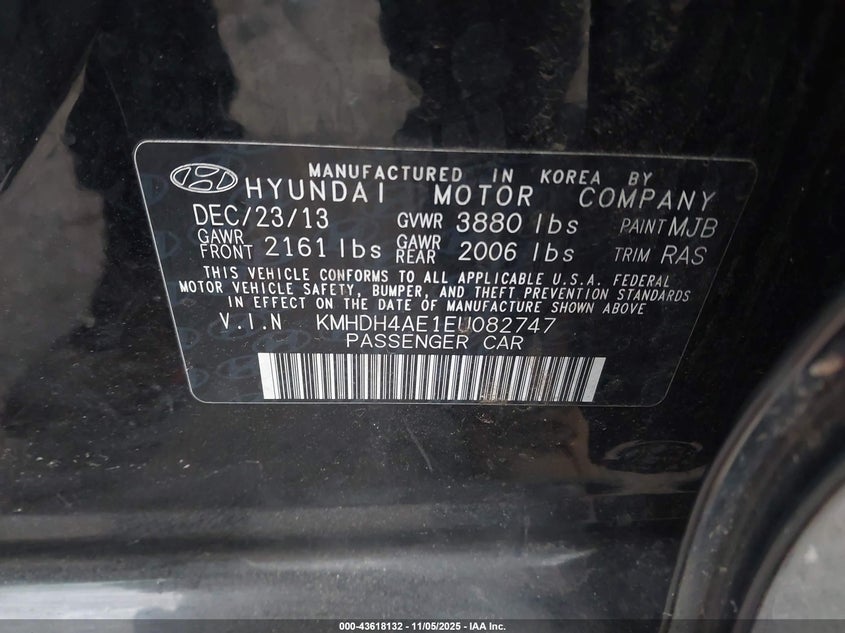 MANUFACTURED IN KOREA BY
HYUNDAI MOTOR COMPANY
DEC/23/13 GVWR 3880 lbs PAINT MJB
GAWR FRONT 2161 lbs GAWR REAR 2006 lbs TRIM RAS
THIS VEHICLE CONFORMS TO ALL APPLICABLE U.S.A. FEDERAL
MOTOR VEHICLE SAFETY, BUMPER, AND THEFT PREVENTION STANDARDS
IN EFFECT ON THE DATE OF MANUFACTURE SHOWN ABOVE
V.I.N KMHDH4AE1EU082747
PASSENGER CAR
000-43618132 - 11/05/2025 - IAA Inc.